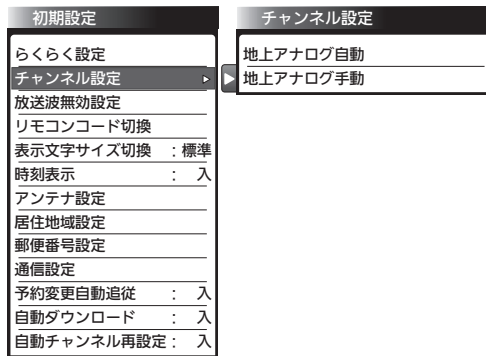 初期設定
らくらく設定
チャンネル設定
放送波無効設定
リモコンコード切換
表示文字サイズ切換 :標準
時刻表示 : 入
アンテナ設定
居住地域設定
郵便番号設定
通信設定
予約変更自動追従 : 入
自動ダウンロード : 入
自動チャンネル再設定: 入
チャンネル設定
地上アナログ自動
地上アナログ手動